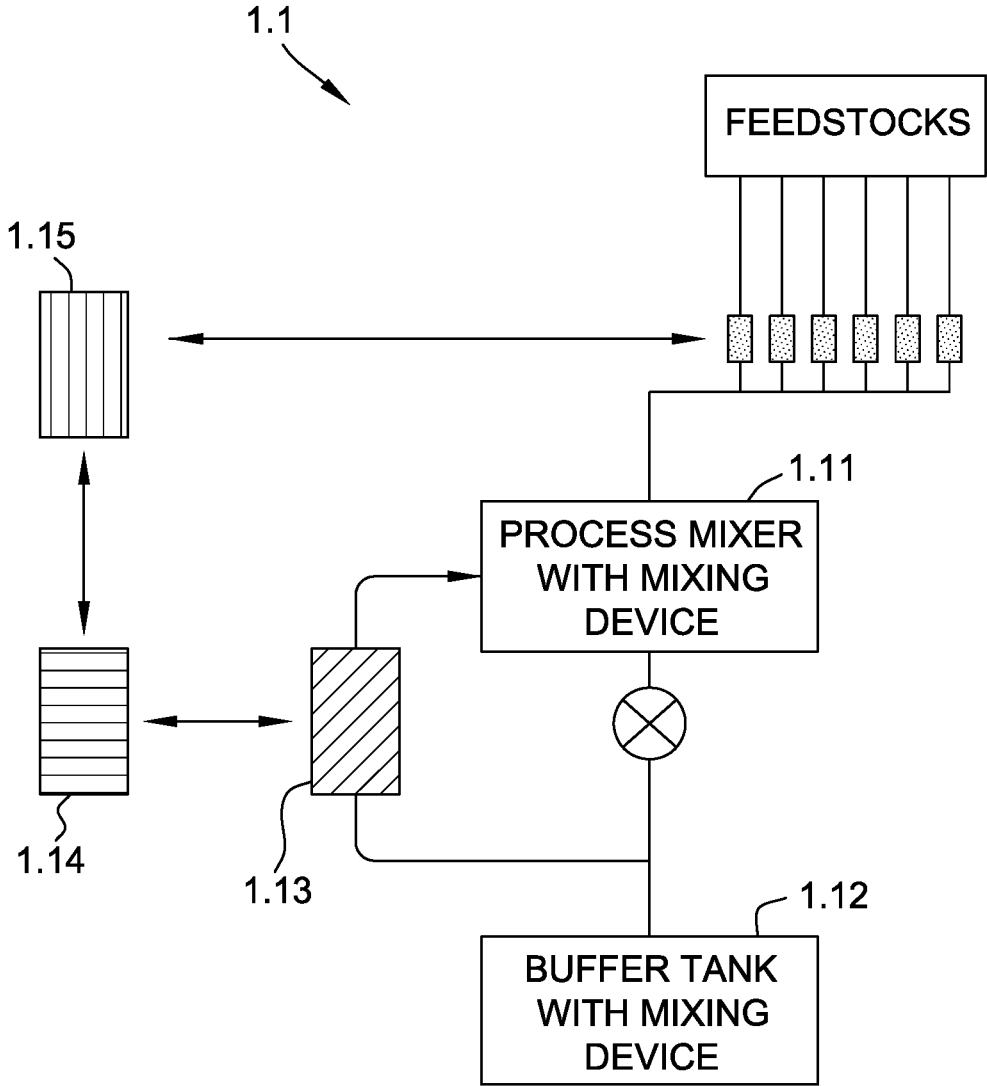 1.1
FEEDSTOCKS
1.15
1.11
PROCESS MIXER
WITH MIXING
DEVICE
1.14
1.13
1.12
BUFFER TANK
WITH MIXING
DEVICE